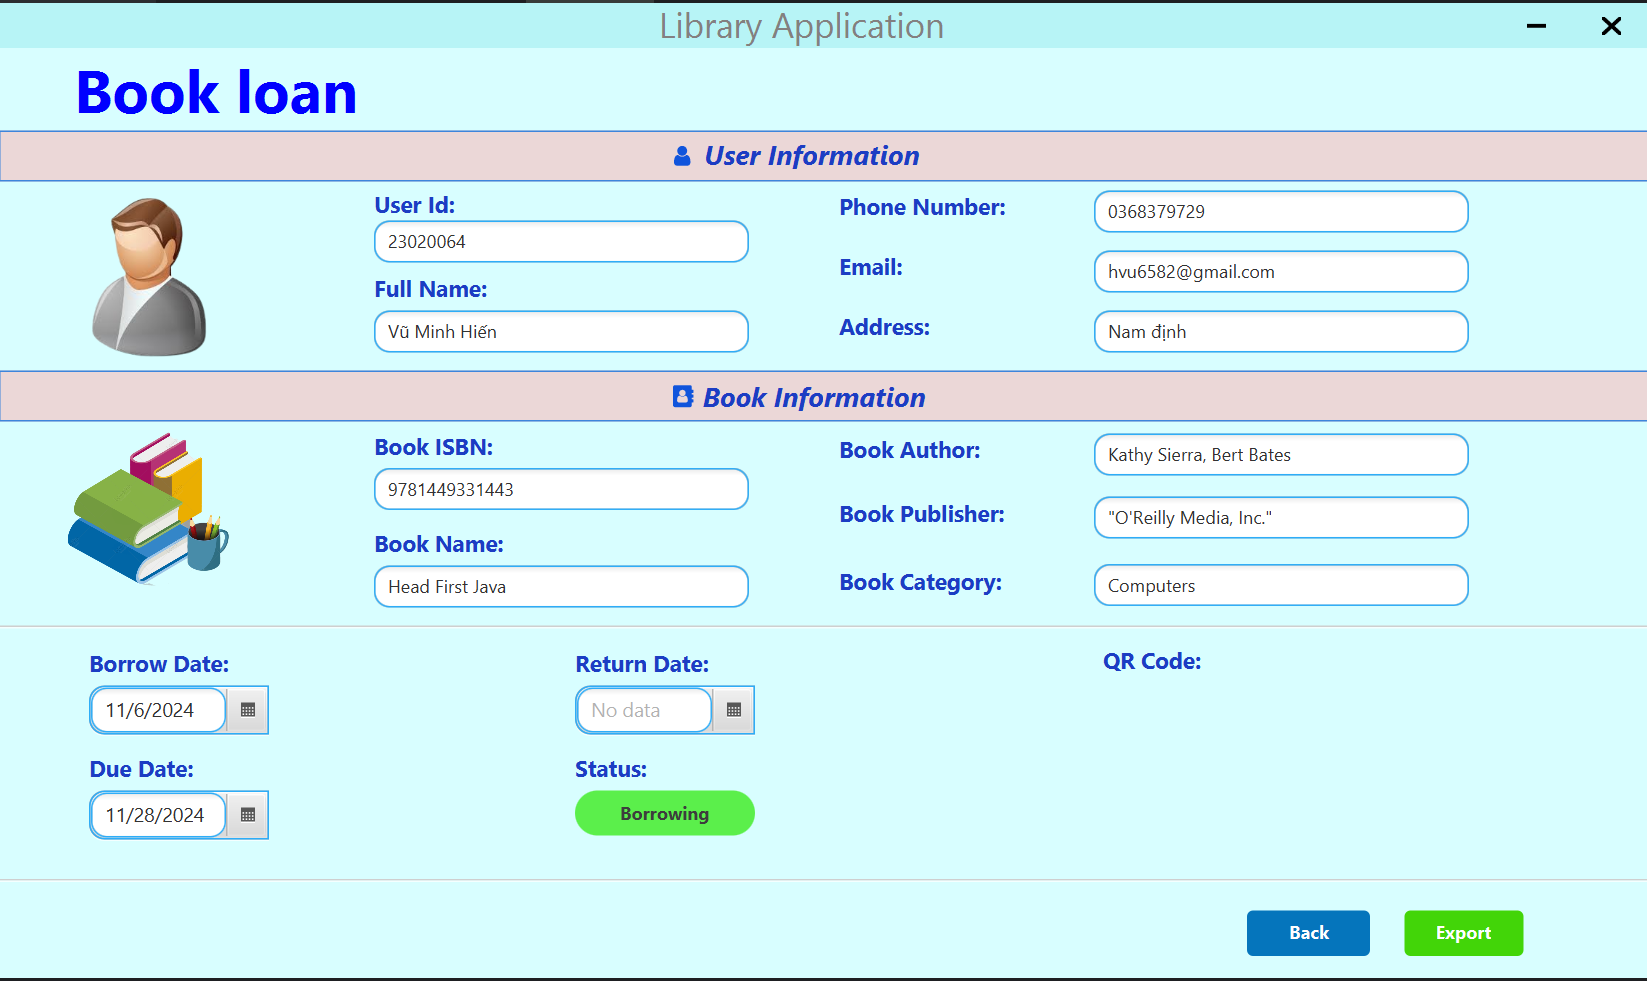 Library Application
Book loan
User Information
User Id:
23020064
Full Name:
Vũ Minh Hiến
Phone Number:
0368379729
Email:
hvu6582@gmail.com
Address:
Nam định
Book Information
Book ISBN:
9781449331443
Book Name:
Head First Java
Book Author:
Kathy Sierra, Bert Bates
Book Publisher:
"O'Reilly Media, Inc."
Book Category:
Computers
Borrow Date:
11/6/2024
Due Date:
11/28/2024
Return Date:
No data
Status:
Borrowing
QR Code:
Back
Export